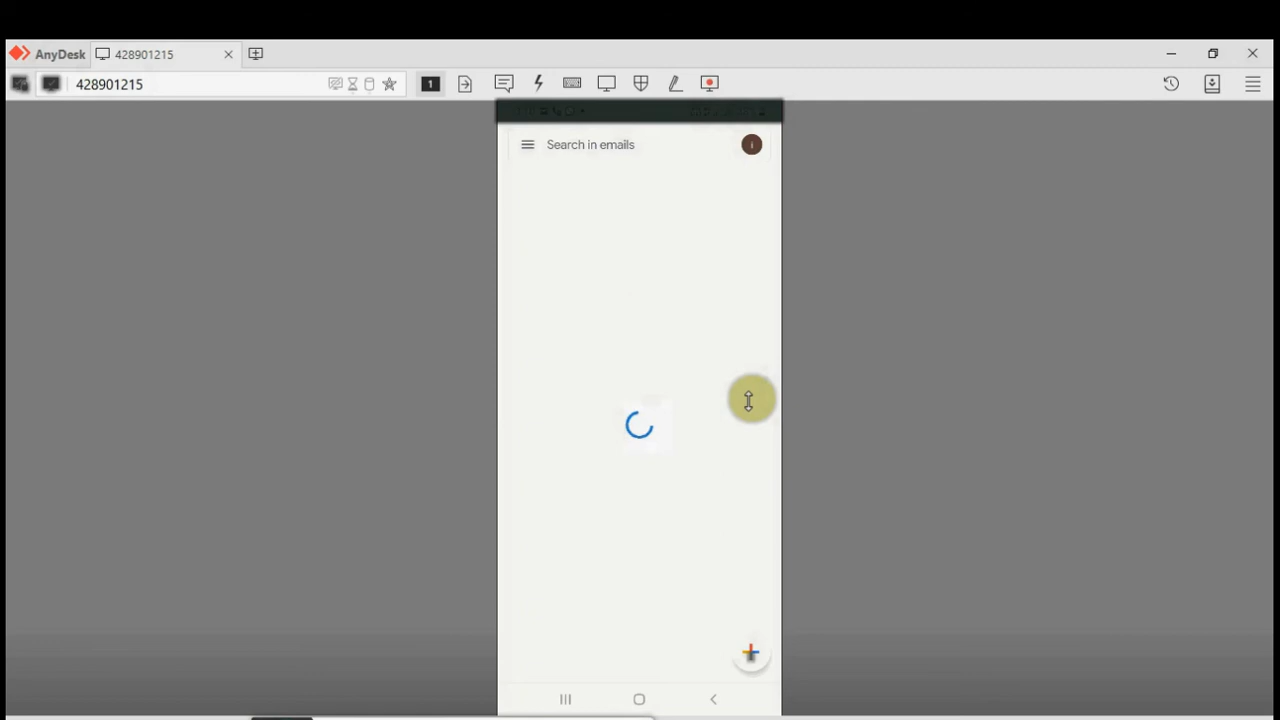 AnyDesk
428901215
428901215
1
Search in emails
i